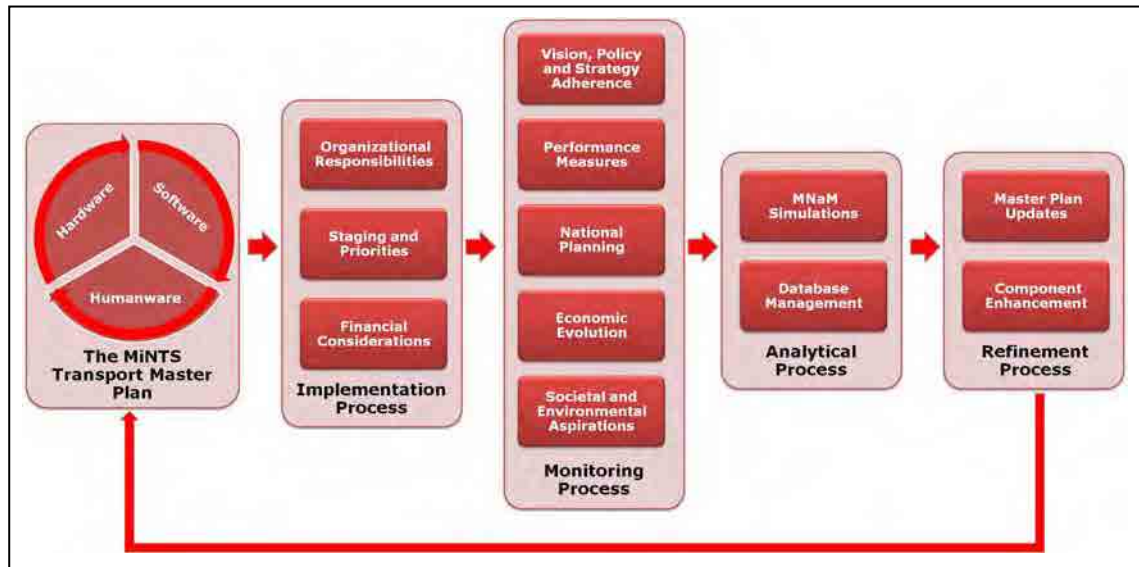 Hardware
Software
Humanware
The MiNTS
Transport Master
Plan
Organizational
Responsibilities
Staging and
Priorities
Financial
Considerations
Implementation
Process
Vision, Policy
and Strategy
Adherence
Performance
Measures
National
Planning
Economic
Evolution
Societal and
Environmental
Aspirations
Monitoring
Process
MNaM
Simulations
Database
Management
Analytical
Process
Master Plan
Updates
Component
Enhancement
Refinement
Process